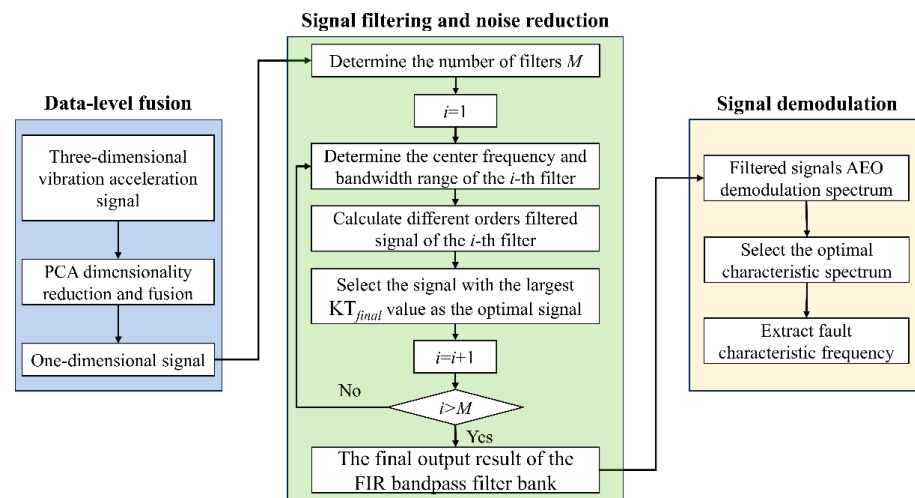 Data-level fusion
Three-dimensional
vibration acceleration
signal
PCA dimensionality
reduction and fusion
One-dimensional signal
Signal filtering and noise reduction
Determine the number of filters M
i=1
Determine the center frequency and
bandwidth range of the i-th filter
Calculate different orders filtered
signal of the i-th filter
Select the signal with the largest
KTfinal value as the optimal signal
i=i+1
No
i>M
Yes
The final output result of the
FIR bandpass filter bank
Signal demodulation
Filtered signals AEO
demodulation spectrum
Select the optimal
characteristic spectrum
Extract fault
characteristic frequency